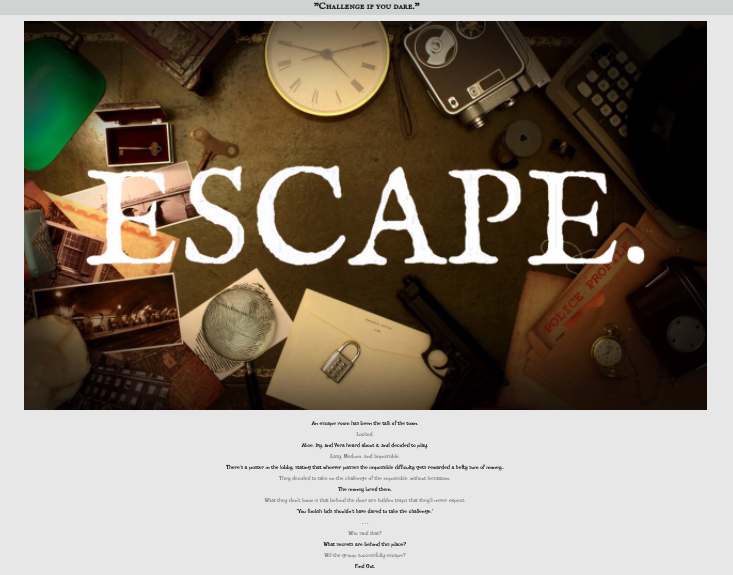 "Challenge if you dare."
ESCAPE.
POLICE PROFILE
An escape room has been the talk of the town.
Locked.
Alice, Ivy, and Vera heard about it, and decided to play.
Easy, Medium, and Impossible.
There's a poster in the lobby, stating that whoever passes the impossible difficulty gets rewarded a hefty sum of money..
They decided to take on the challenge of the impossible, without hesitation.
The money lured them.
What they don't know is that behind the door are hidden traps that they'll never expect.
"You foolish kids shouldn't have dared to take the challenge."
. . .
Who said that?
What secrets are behind this place?
Will the group successfully escape?
Find Out.